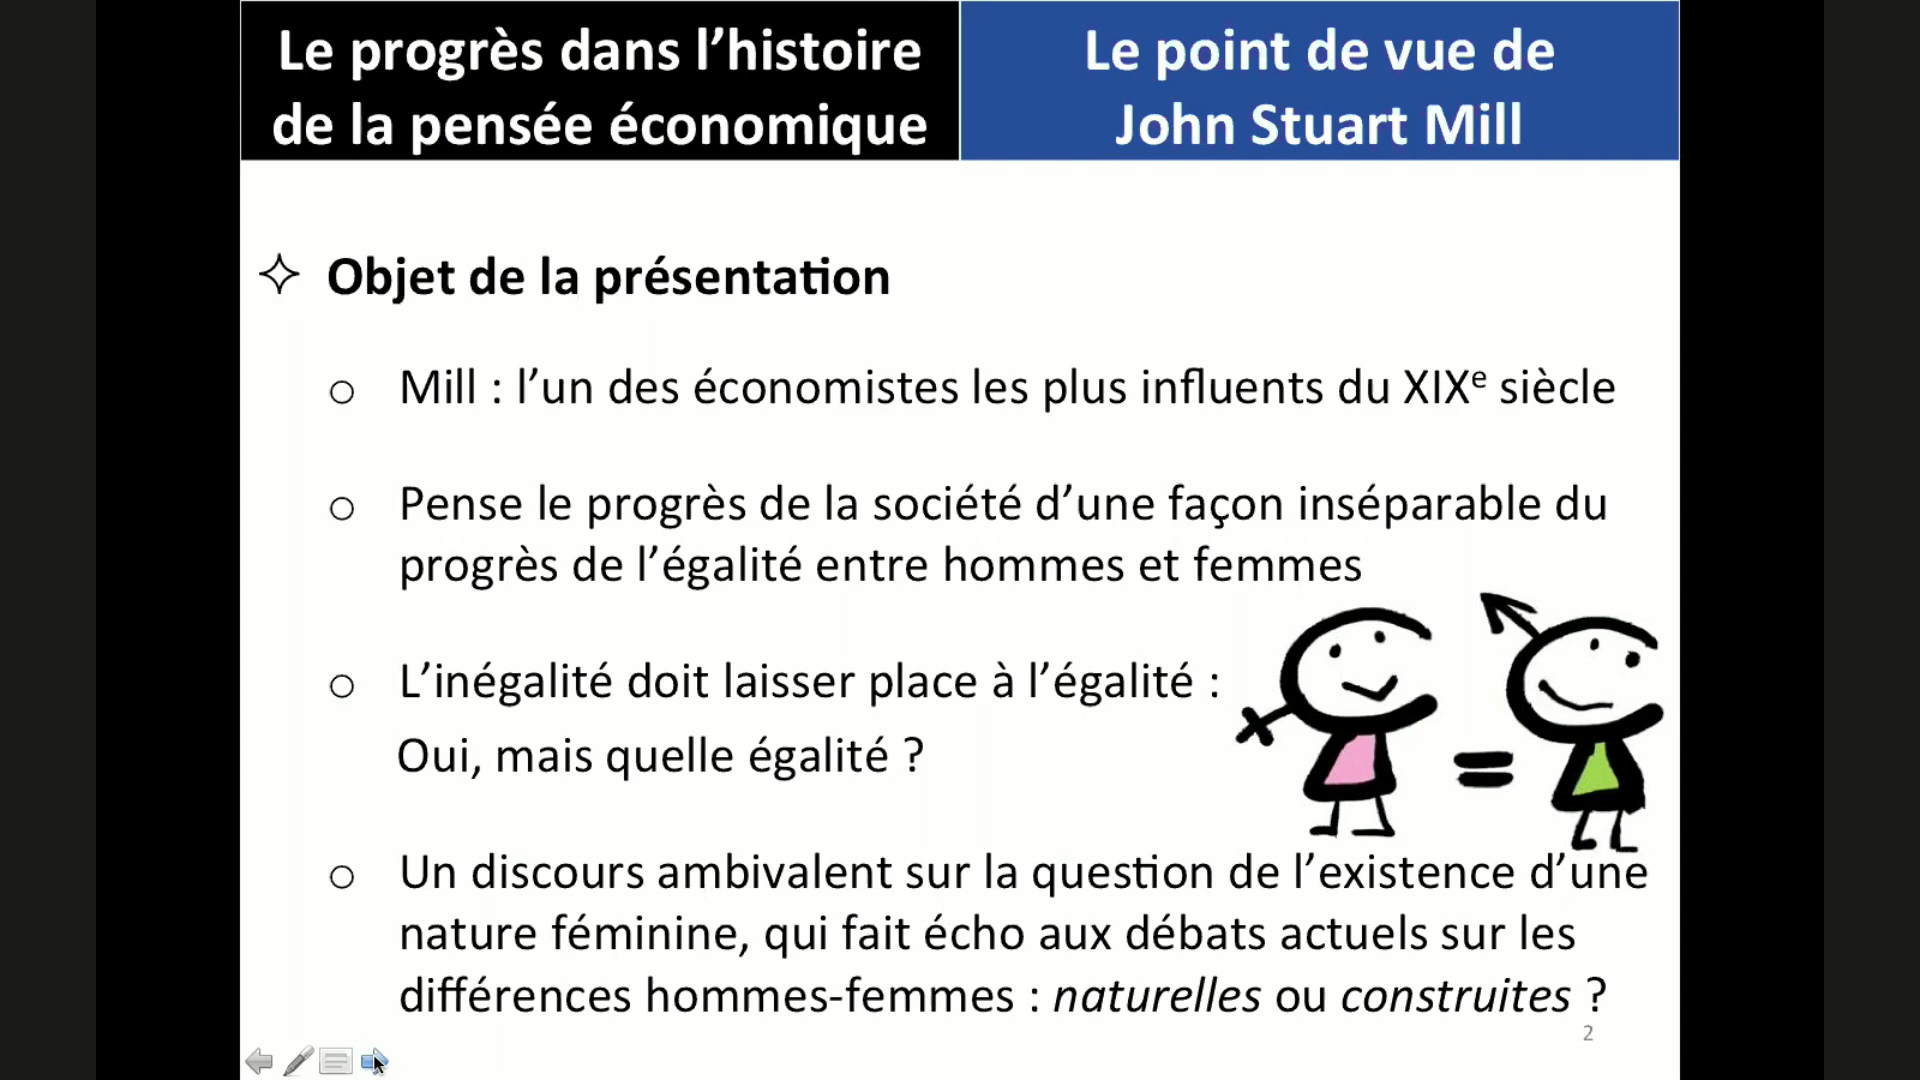 Le progrès dans l’histoire
de la pensée économique
Le point de vue de
John Stuart Mill
Objet de la présentation
Mill : l’un des économistes les plus influents du XIXe siècle
Pense le progrès de la société d’une façon inséparable du
progrès de l’égalité entre hommes et femmes
L’inégalité doit laisser place à l’égalité :
Oui, mais quelle égalité ?
Un discours ambivalent sur la question de l’existence d’une
nature féminine, qui fait écho aux débats actuels sur les
différences hommes-femmes : naturelles ou construites ?
2